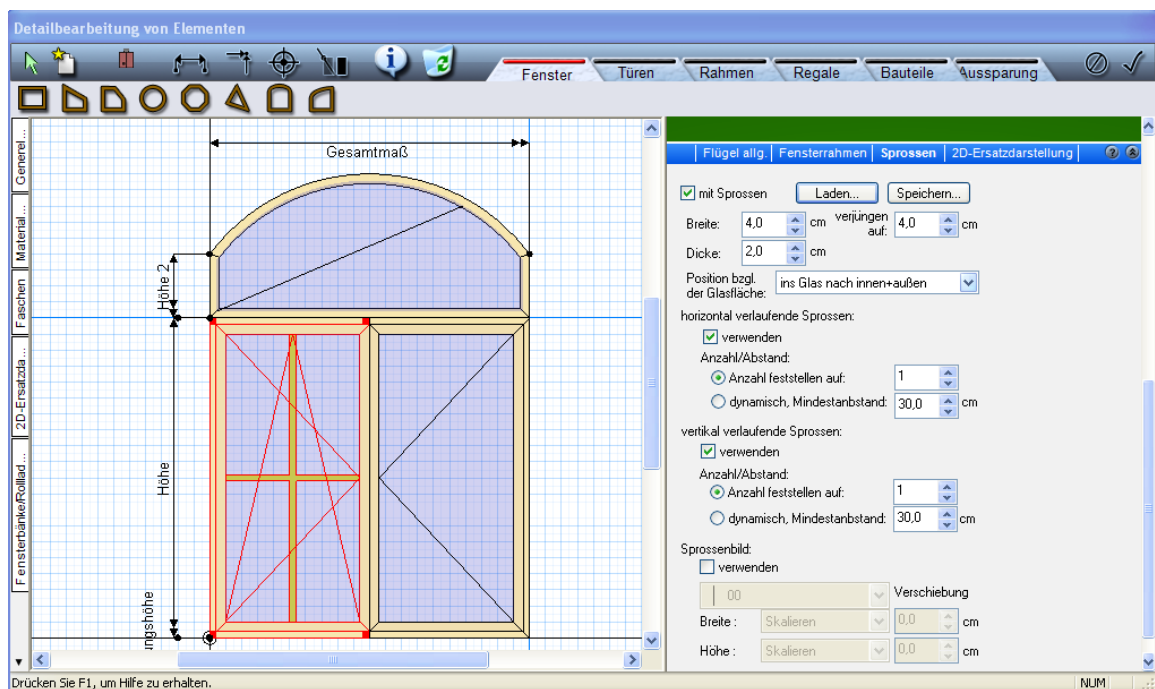 Detailbearbeitung von Elementen
Fenster Türen Rahmen Regale Bauteile Aussparung
Generel...
Material...
Faschen
2D-Ersatzda...
Fensterbänke/Rollad...
Gesamtmaß
Höhe 2
Höhe
ungshöhe
Flügel allg. Fensterrahmen Sprossen 2D-Ersatzdarstellung ?
mit Sprossen Laden... Speichern...
Breite: 4,0 cm verjüngen auf: 4,0 cm
Dicke: 2,0 cm
Position bzgl.
der Glasfläche: ins Glas nach innen+außen
horizontal verlaufende Sprossen:
verwenden
Anzahl/Abstand:
Anzahl feststellen auf: 1
dynamisch, Mindestanbstand: 30,0 cm
vertikal verlaufende Sprossen:
verwenden
Anzahl/Abstand:
Anzahl feststellen auf: 1
dynamisch, Mindestanbstand: 30,0 cm
Sprossenbild:
verwenden
00 Verschiebung
Breite : Skalieren 0,0 cm
Höhe : Skalieren 0,0 cm
Drücken Sie F1, um Hilfe zu erhalten. NUM